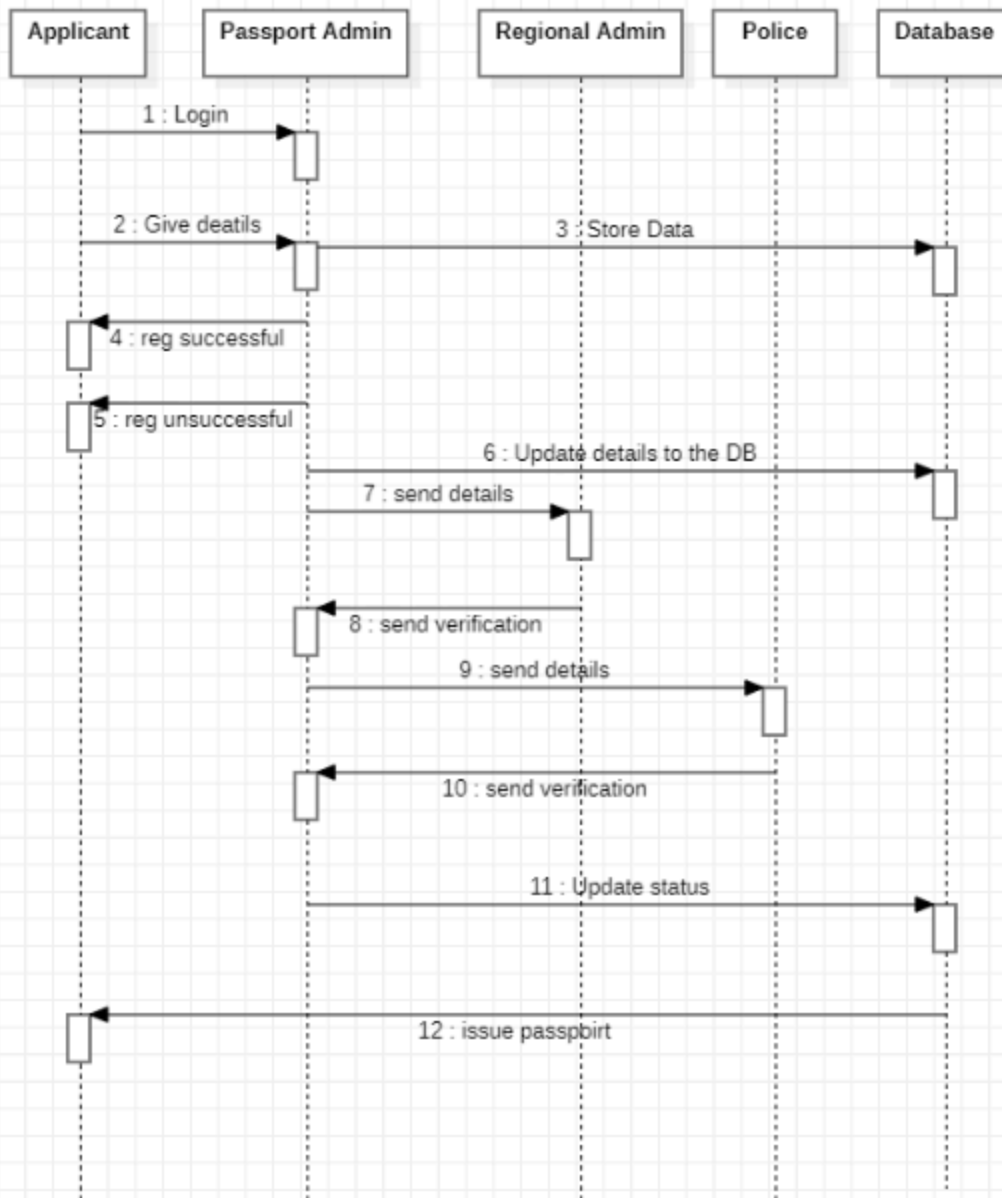 Applicant
Passport Admin
Regional Admin
Police
Database
1 : Login
2 : Give deatils
3 : Store Data
4 : reg successful
5 : reg unsuccessful
6 : Update details to the DB
7 : send details
8 : send verification
9 : send details
10 : send verification
11 : Update status
12 : issue passpoirt